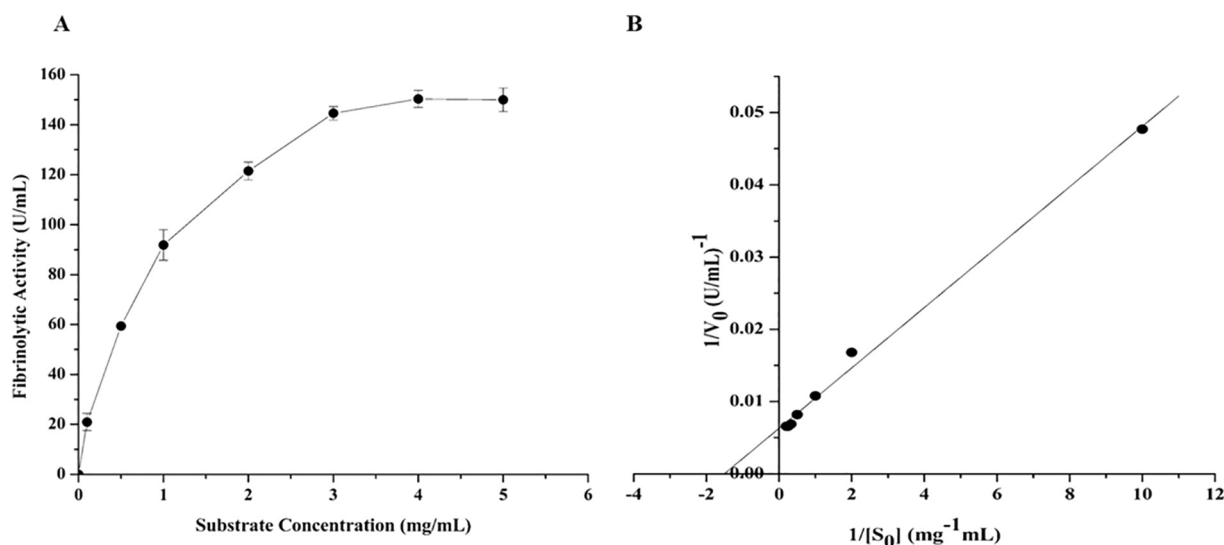 A
B
160
140
120
100
80
60
40
20
0
0 1 2 3 4 5 6
Fibrinolytic Activity (U/mL)
Substrate Concentration (mg/mL)
0.05
0.04
0.03
0.02
0.01
0.00
-4 -2 0 2 4 6 8 10 12
1/V0 (U/mL)-1
1/[S0] (mg-1mL)